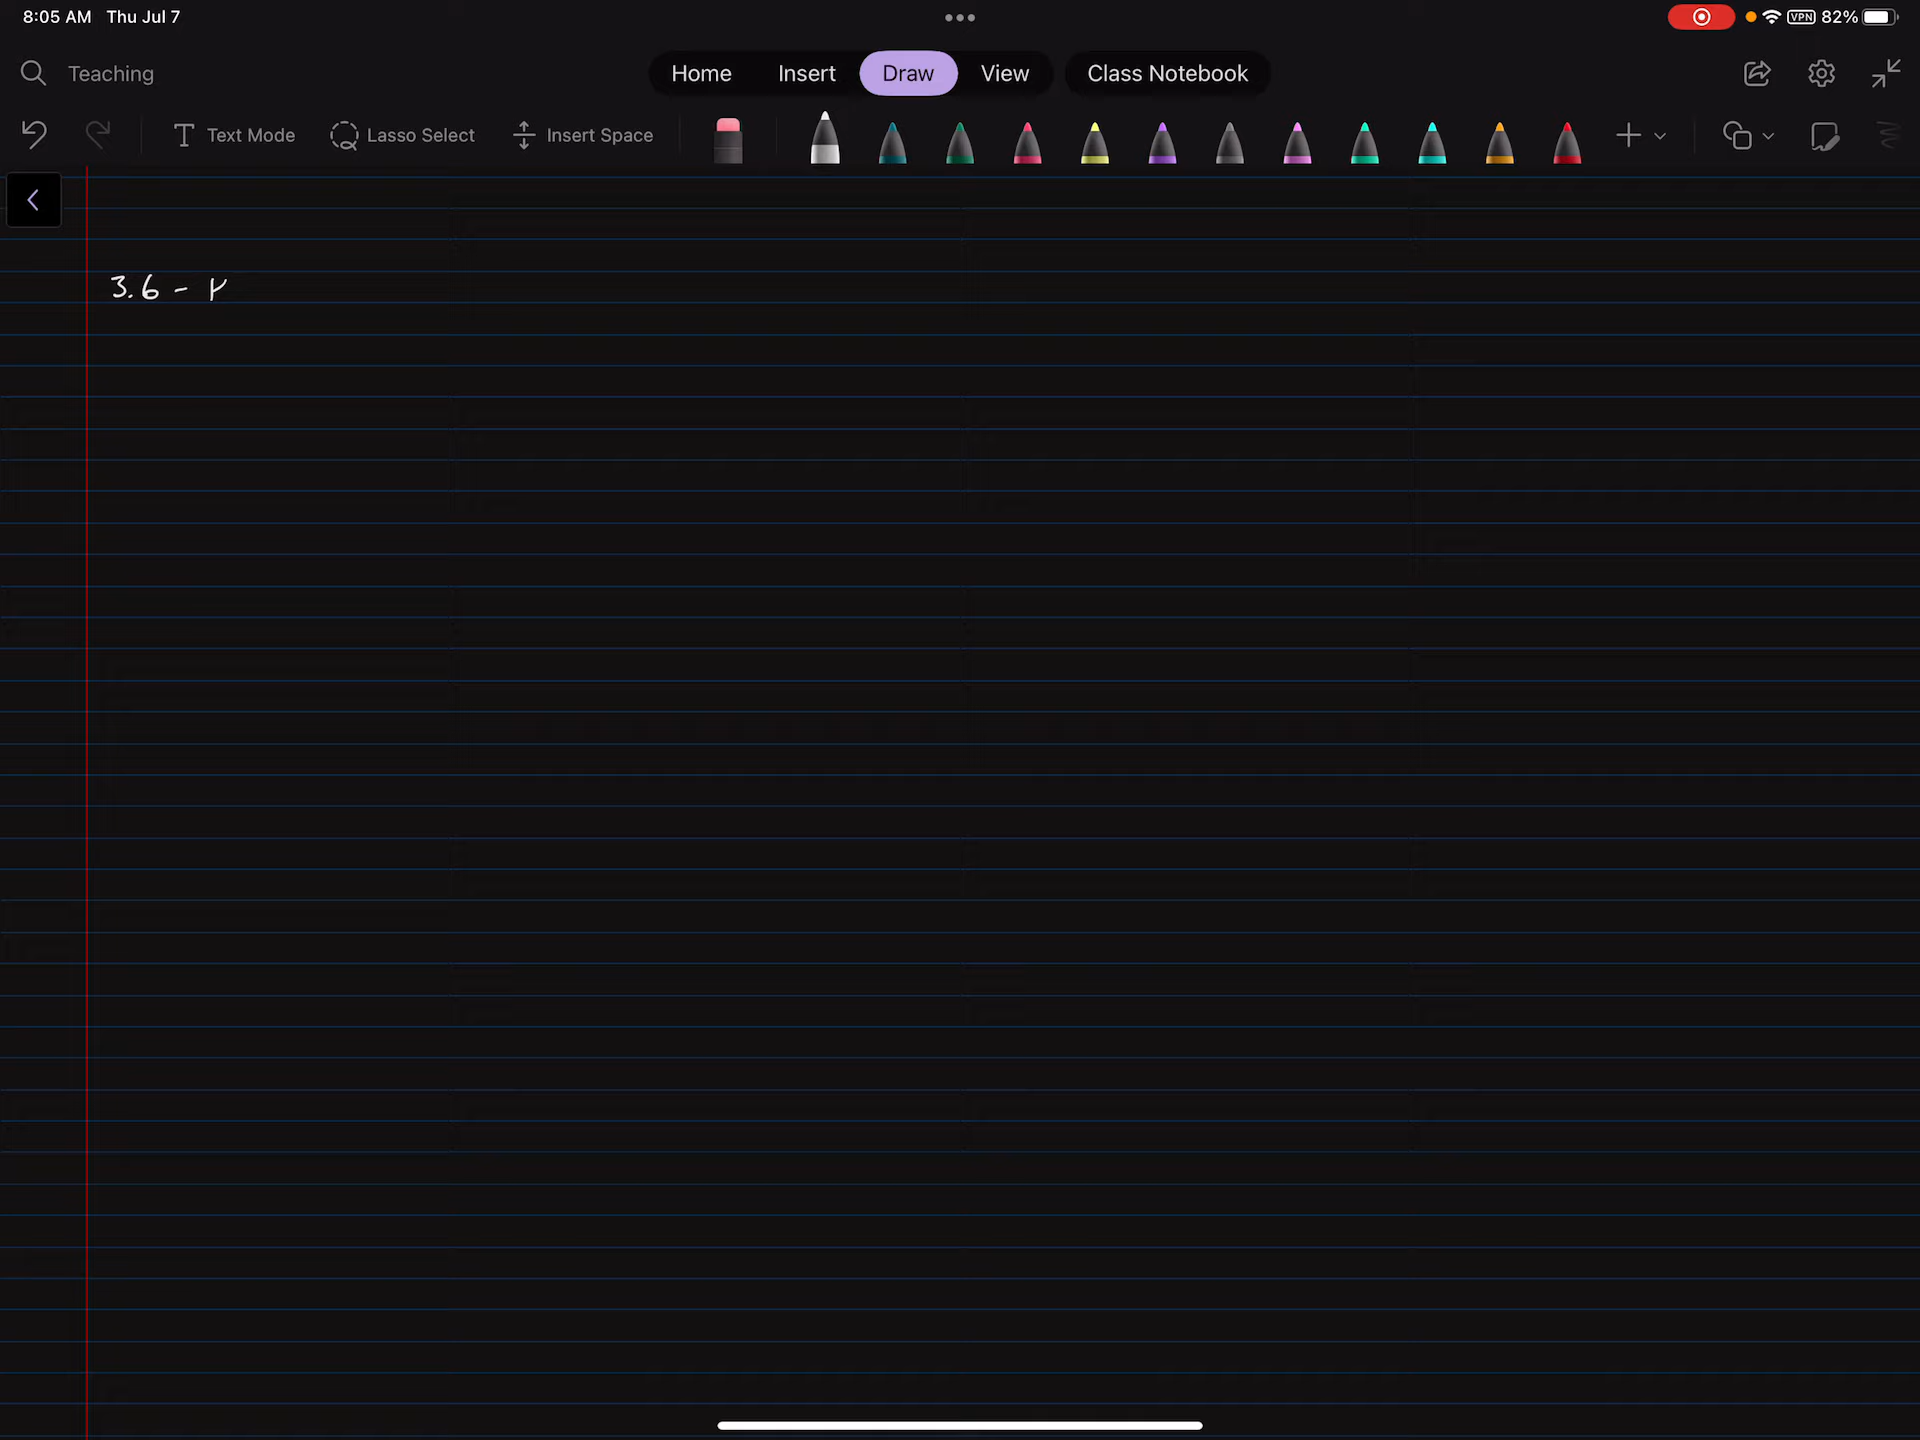 8:05 AM Thu Jul 7
VPN 82%
Teaching
Home Insert Draw View Class Notebook
T Text Mode Lasso Select Insert Space
3.6 -